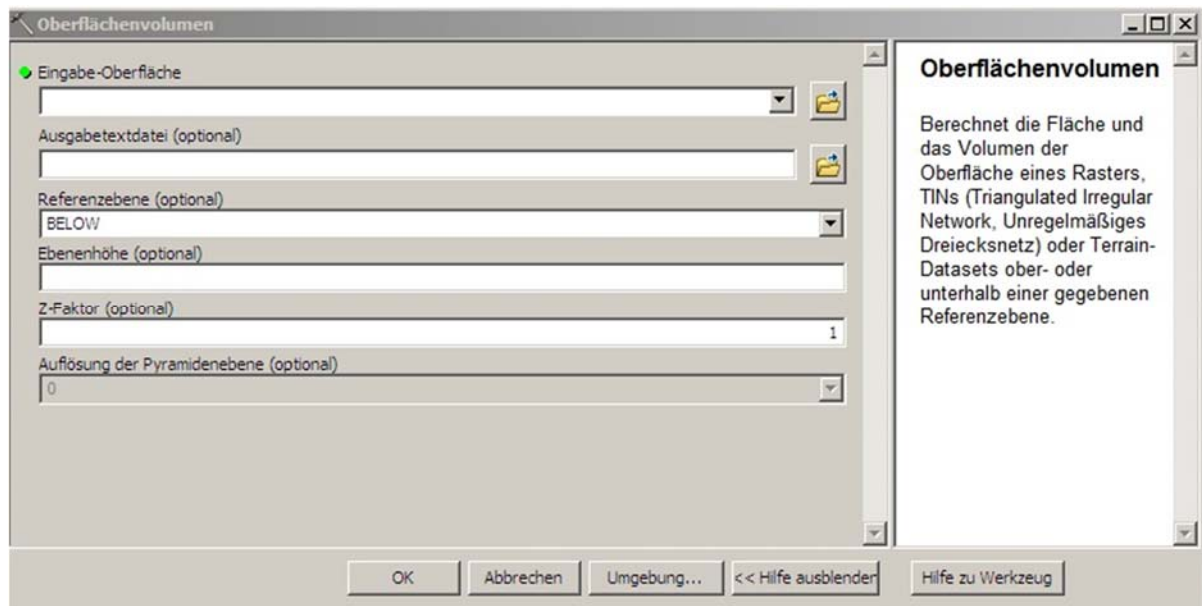 Oberflächenvolumen
Eingabe-Oberfläche
Ausgabetextdatei (optional)
Referenzebene (optional)
BELOW
Ebenenhöhe (optional)
Z-Faktor (optional)
1
Auflösung der Pyramidenebene (optional)
0
Oberflächenvolumen
Berechnet die Fläche und
das Volumen der
Oberfläche eines Rasters,
TINs (Triangulated Irregular
Network, Unregelmäßiges
Dreiecksnetz) oder Terrain-
Datasets ober- oder
unterhalb einer gegebenen
Referenzebene.
OK
Abbrechen
Umgebung...
<< Hilfe ausblenden
Hilfe zu Werkzeug